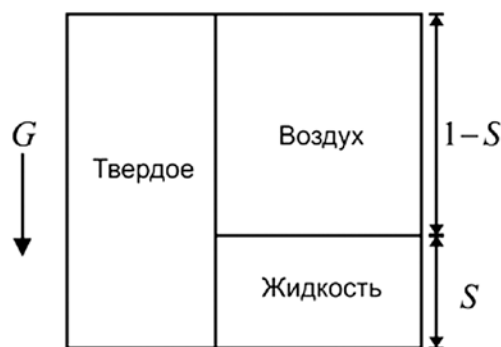 G
Твердое
Воздух
1−S
Жидкость
S